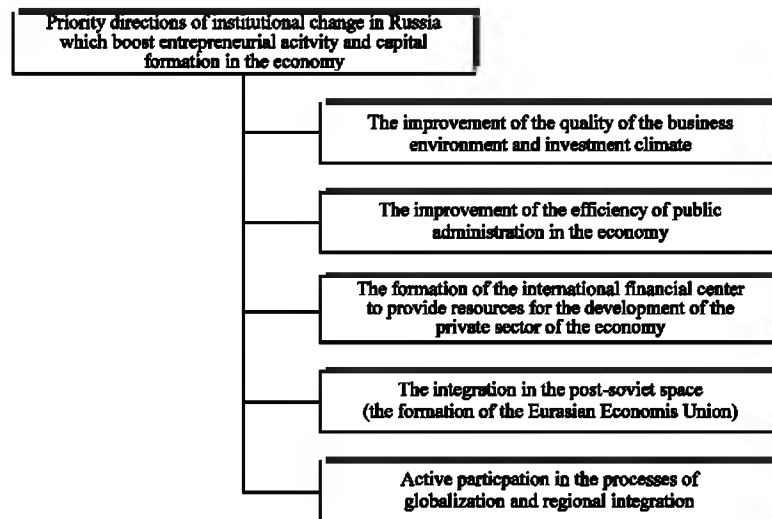 Priority directions of institutional change in Russia
which boost entrepreneurial acitvity and capital
formation in the economy
The improvement of the quality of the business
environment and investment climate
The improvement of the efficiency of public
administration in the economy
The formation of the international financial center
to provide resources for the development of the
private sector of the economy
The integration in the post-soviet space
(the formation of the Eurasian Economis Union)
Active particpation in the processes of
globalization and regional integration